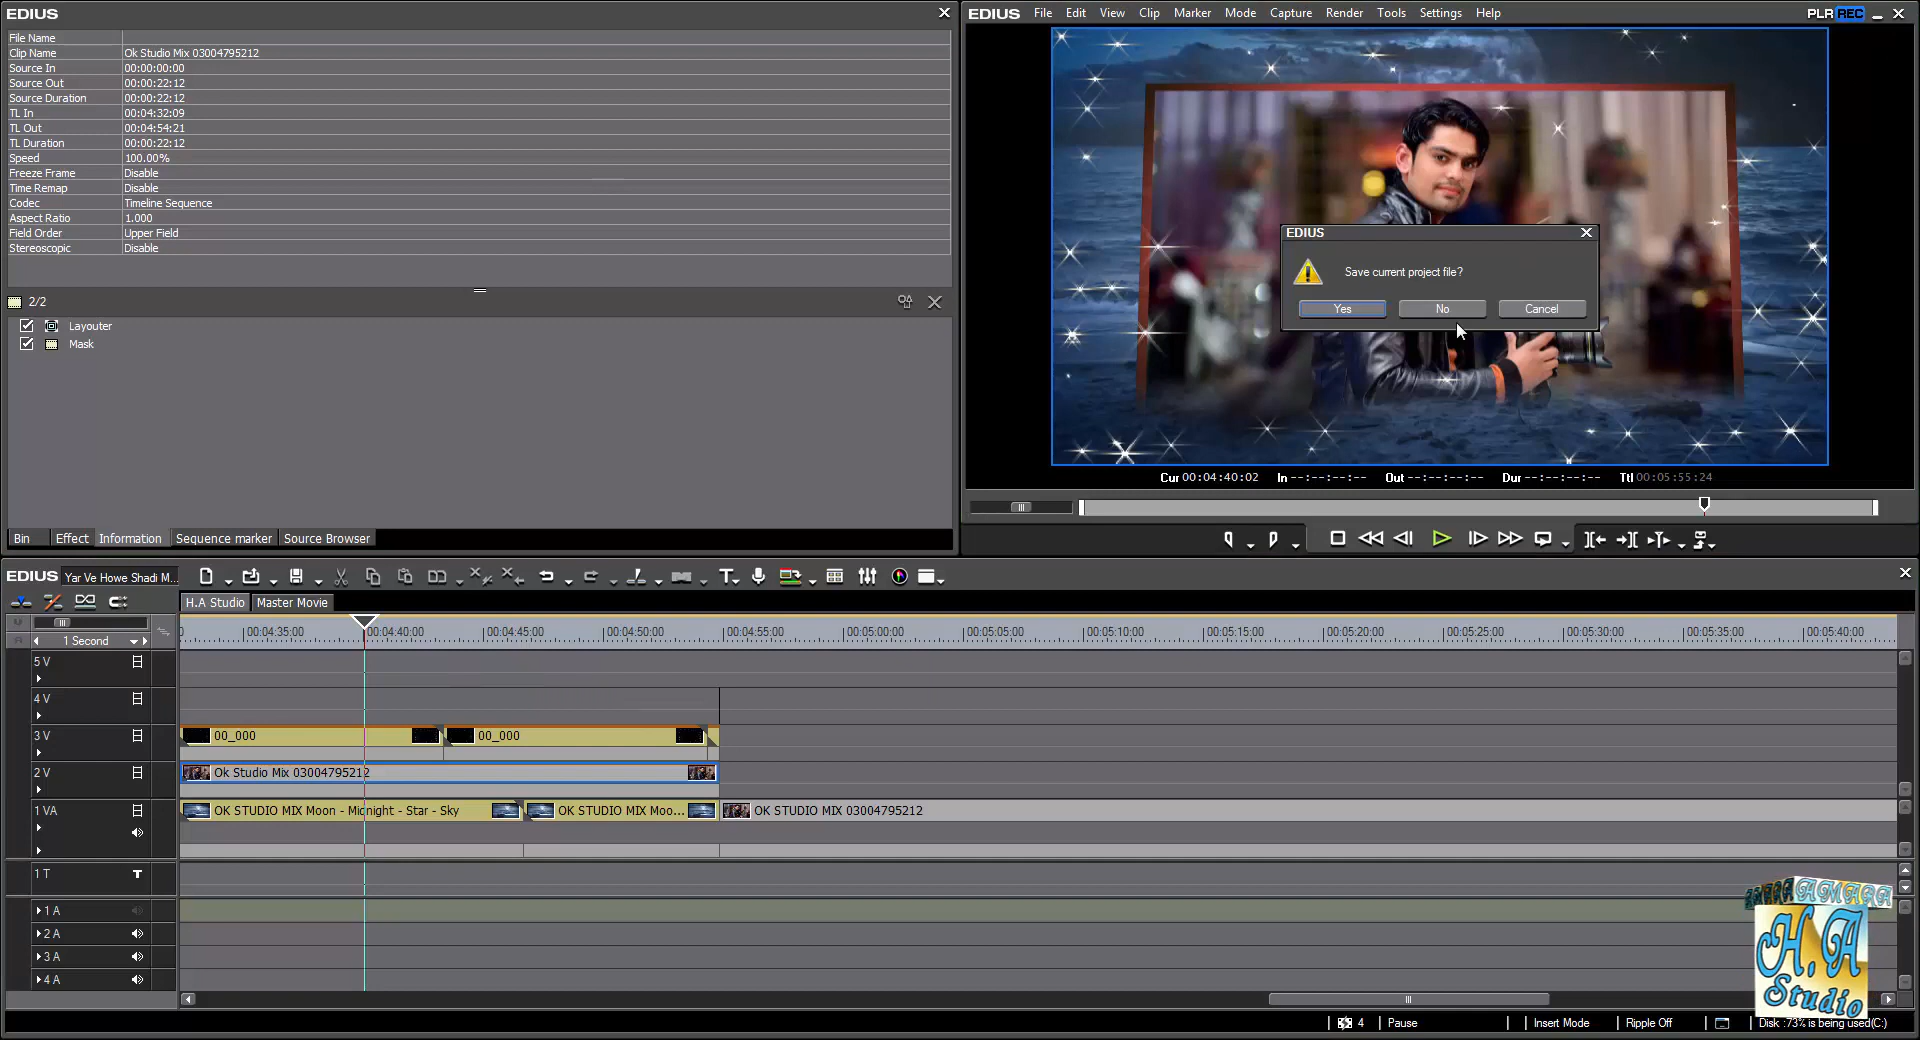 EDIUS
File Name
Clip Name Ok Studio Mix 03004795212
Source In 00:00:00:00
Source Out 00:00:22:12
Source Duration 00:00:22:12
TL In 00:04:32:09
TL Out 00:04:54:21
TL Duration 00:00:22:12
Speed 100.00%
Freeze Frame Disable
Time Remap Disable
Codec Timeline Sequence
Aspect Ratio 1.000
Field Order Upper Field
Stereoscopic Disable
2/2
Layouter
Mask
Bin Effect Information Sequence marker Source Browser
EDIUS File Edit View Clip Marker Mode Capture Render Tools Settings Help PLR REC
EDIUS
Save current project file?
Yes No Cancel
Cur 00:04:40:02 In --:--:--:-- Out --:--:--:-- Dur --:--:--:-- Ttl 00:05:55:24
EDIUS Yar Ve Howe Shadi M...
H.A Studio Master Movie
1 Second
00:04:35:00 00:04:40:00 00:04:45:00 00:04:50:00 00:04:55:00 00:05:00:00 00:05:05:00 00:05:10:00 00:05:15:00 00:05:20:00 00:05:25:00 00:05:30:00 00:05:35:00 00:05:40:00
5 V
4 V
3 V 00_000 00_000
2 V Ok Studio Mix 03004795212
1 VA OK STUDIO MIX Moon - Midnight - Star - Sky OK STUDIO MIX Moo... OK STUDIO MIX 03004795212
1 T T
1 A
2 A
3 A
4 A
H.A
Studio
4 Pause Insert Mode Ripple Off Disk :73% is being used(C:)